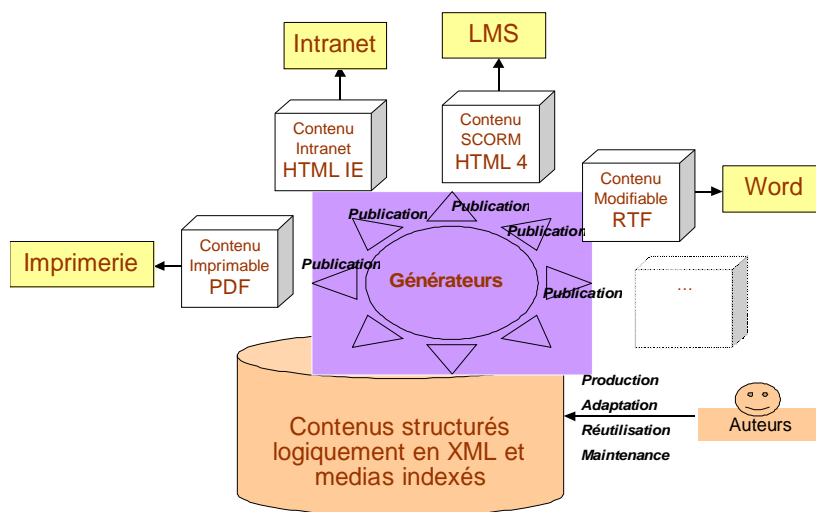 Intranet
LMS
Contenu
Intranet
HTML IE
Contenu
SCORM
HTML 4
Contenu
Modifiable
RTF
Word
Publication
Publication
Publication
Imprimerie
Contenu
Imprimable
PDF
Publication
Générateurs
Publication
...
Production
Adaptation
Réutilisation
Maintenance
Auteurs
Contenus structurés
logiquement en XML et
medias indexés